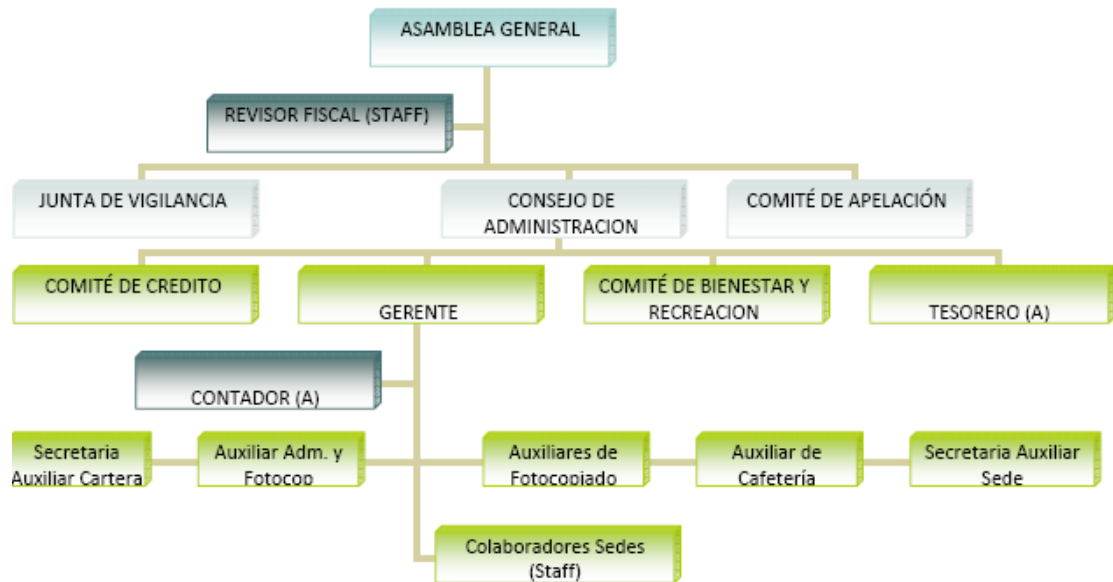 ASAMBLEA GENERAL
REVISOR FISCAL (STAFF)
JUNTA DE VIGILANCIA
CONSEJO DE
ADMINISTRACION
COMITÉ DE APELACIÓN
COMITÉ DE CREDITO
GERENTE
COMITÉ DE BIENESTAR Y
RECREACION
TESORERO (A)
CONTADOR (A)
Secretaria
Auxiliar Cartera
Auxiliar Adm. y
Fotocop
Auxiliares de
Fotocopiado
Auxiliar de
Cafetería
Secretaria Auxiliar
Sede
Colaboradores Sedes
(Staff)